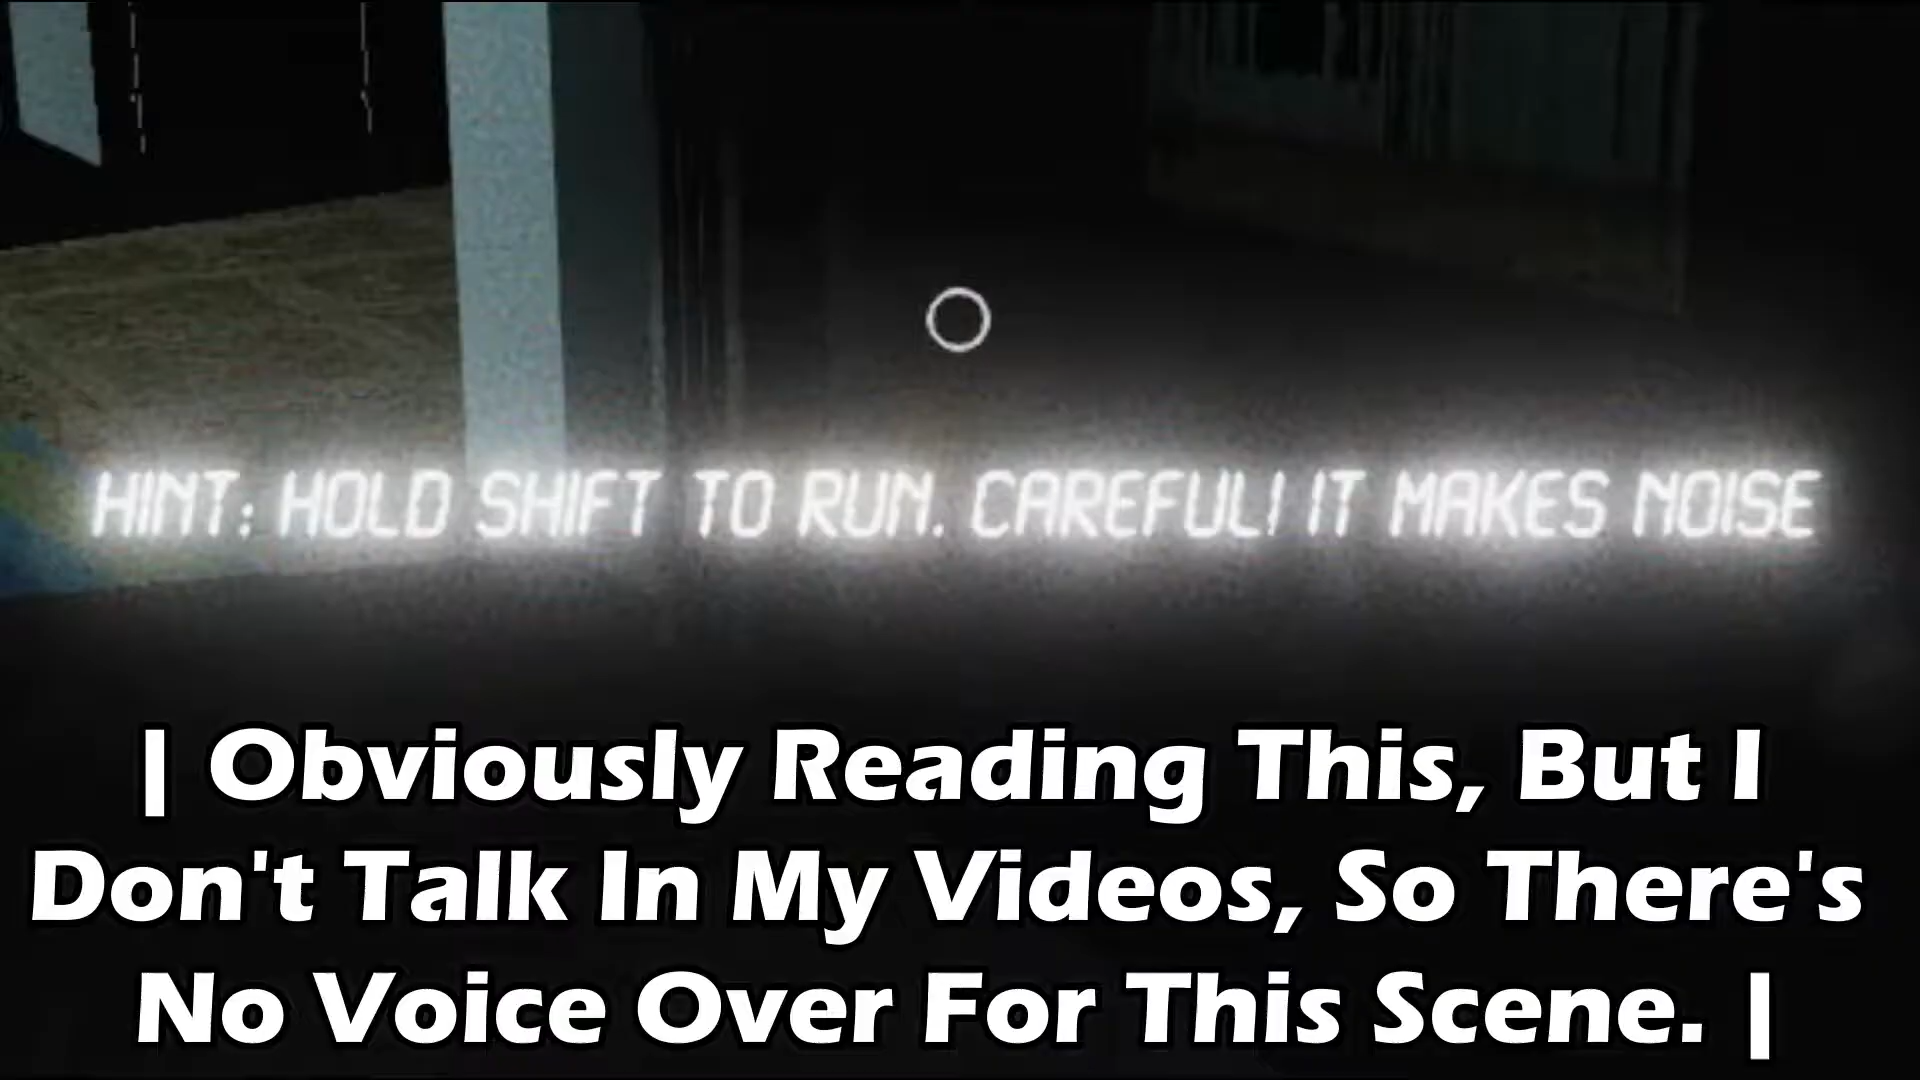 HINT: HOLD SHIFT TO RUN. CAREFUL! IT MAKES NOISE
| Obviously Reading This, But I
Don't Talk In My Videos, So There's
No Voice Over For This Scene. |